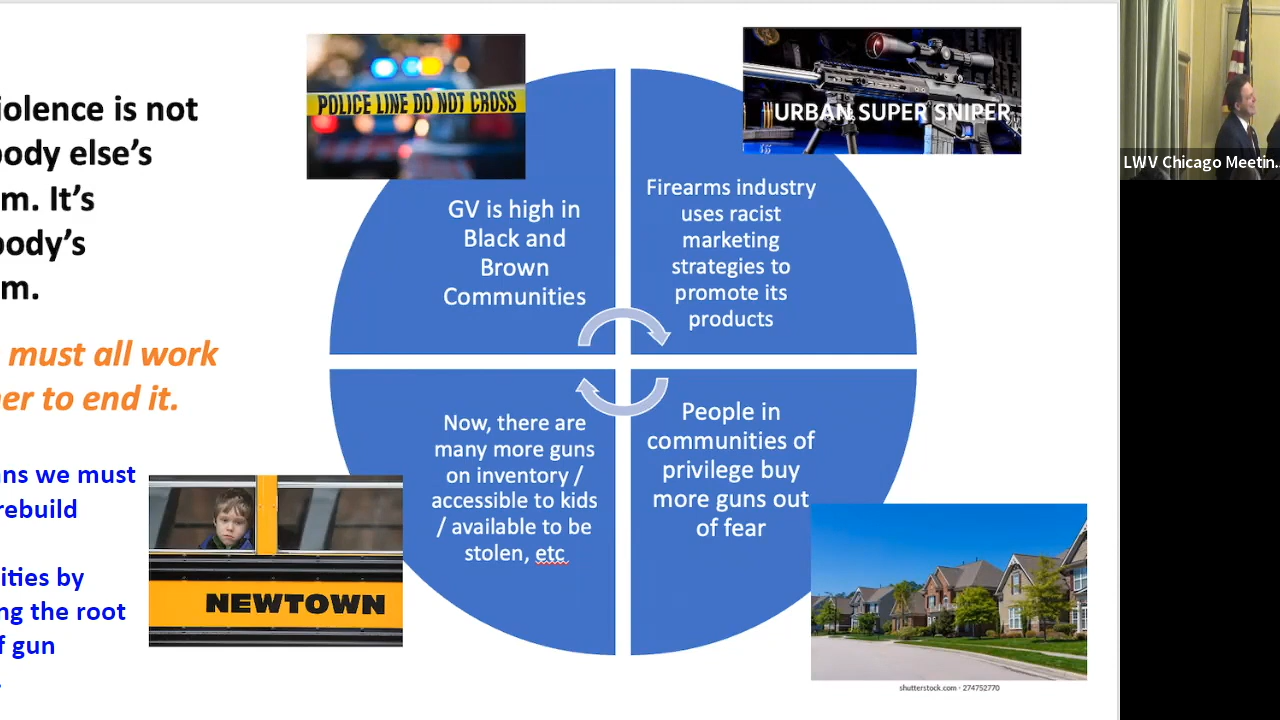 iolence is not
ody else's
m. It's
body's
m.
must all work
er to end it.
ns we must
rebuild
ities by
ng the root
f gun
POLICE LINE DO NOT CROSS
GV is high in
Black and
Brown
Communities
URBAN SUPER SNIPER
Firearms industry
uses racist
marketing
strategies to
promote its
products
People in
communities of
privilege buy
more guns out
of fear
Now, there are
many more guns
on inventory /
accessible to kids
/ available to be
stolen, etc
NEWTOWN
shutterstock.com · 274752770
LWV Chicago Meetin...